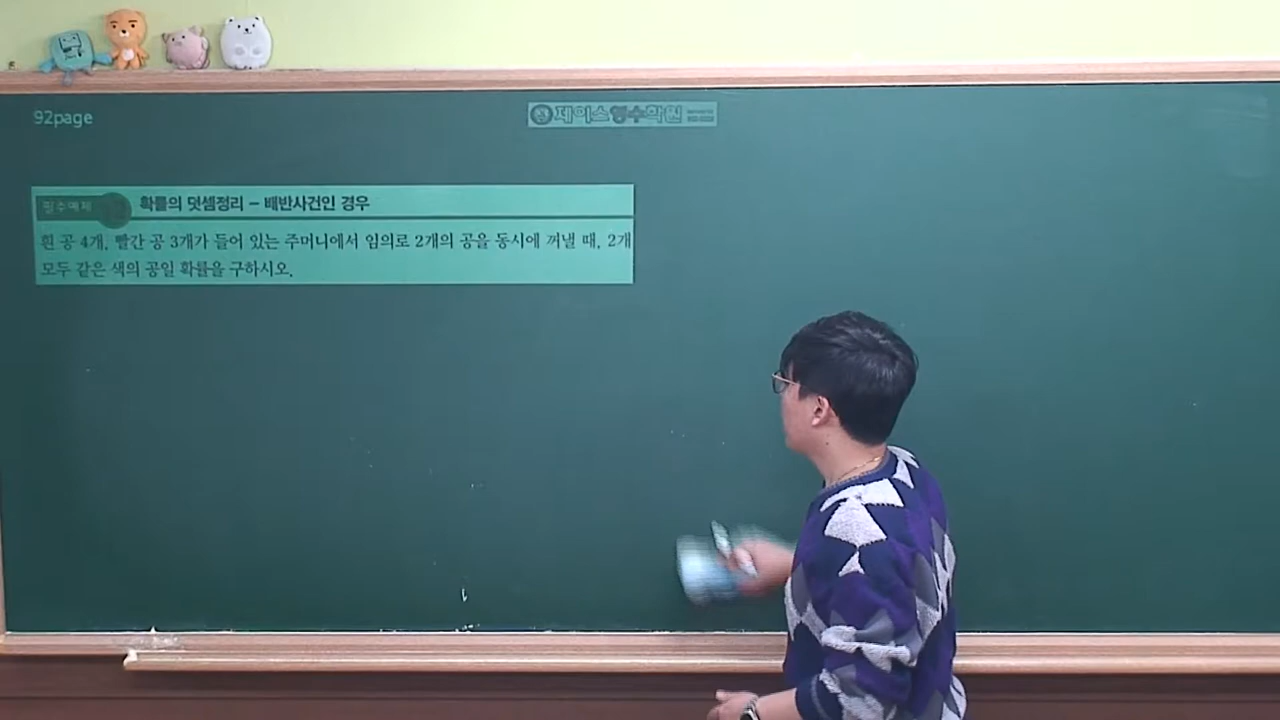 92page
제이스영수학원
필수예제 확률의 덧셈정리 – 배반사건인 경우
흰 공 4개, 빨간 공 3개가 들어 있는 주머니에서 임의로 2개의 공을 동시에 꺼낼 때, 2개
모두 같은 색의 공일 확률을 구하시오.